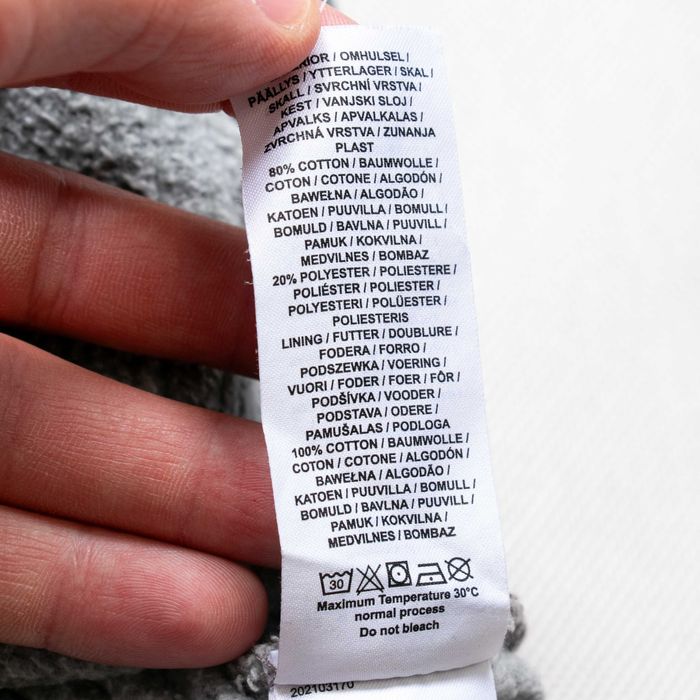 OMHULSEL /
PÄÄLLYS / YTTERLAGER / SKAL /
SKALL / SVRCHNÍ VRSTVA /
KEST / VANJSKI SLOJ /
APVALKS / APVALKALAS /
ZVRCHNÁ VRSTVA / ZUNANJA
PLAST
80% COTTON / BAUMWOLLE /
COTON / COTONE / ALGODÓN /
BAWEŁNA / ALGODÃO /
KATOEN / PUUVILLA / BOMULL /
BOMULD / BAVLNA / PUUVILL /
PAMUK / KOKVILNA /
MEDVILNES / BOMBAZ
20% POLYESTER / POLIESTERE /
POLIÉSTER / POLIESTER /
POLYESTERI / POLÜESTER /
POLIESTERIS
LINING / FUTTER / DOUBLURE /
FODERA / FORRO /
PODSZEWKA / VOERING /
VUORI / FODER / FOER / FÔR /
PODŠÍVKA / VOODER /
PODSTAVA / ODERE /
PAMUŠALAS / PODLOGA
100% COTTON / BAUMWOLLE /
COTON / COTONE / ALGODÓN /
BAWEŁNA / ALGODÃO /
KATOEN / PUUVILLA / BOMULL /
BOMULD / BAVLNA / PUUVILL /
PAMUK / KOKVILNA /
MEDVILNES / BOMBAZ
30
Maximum Temperature 30°C
normal process
Do not bleach
202103170